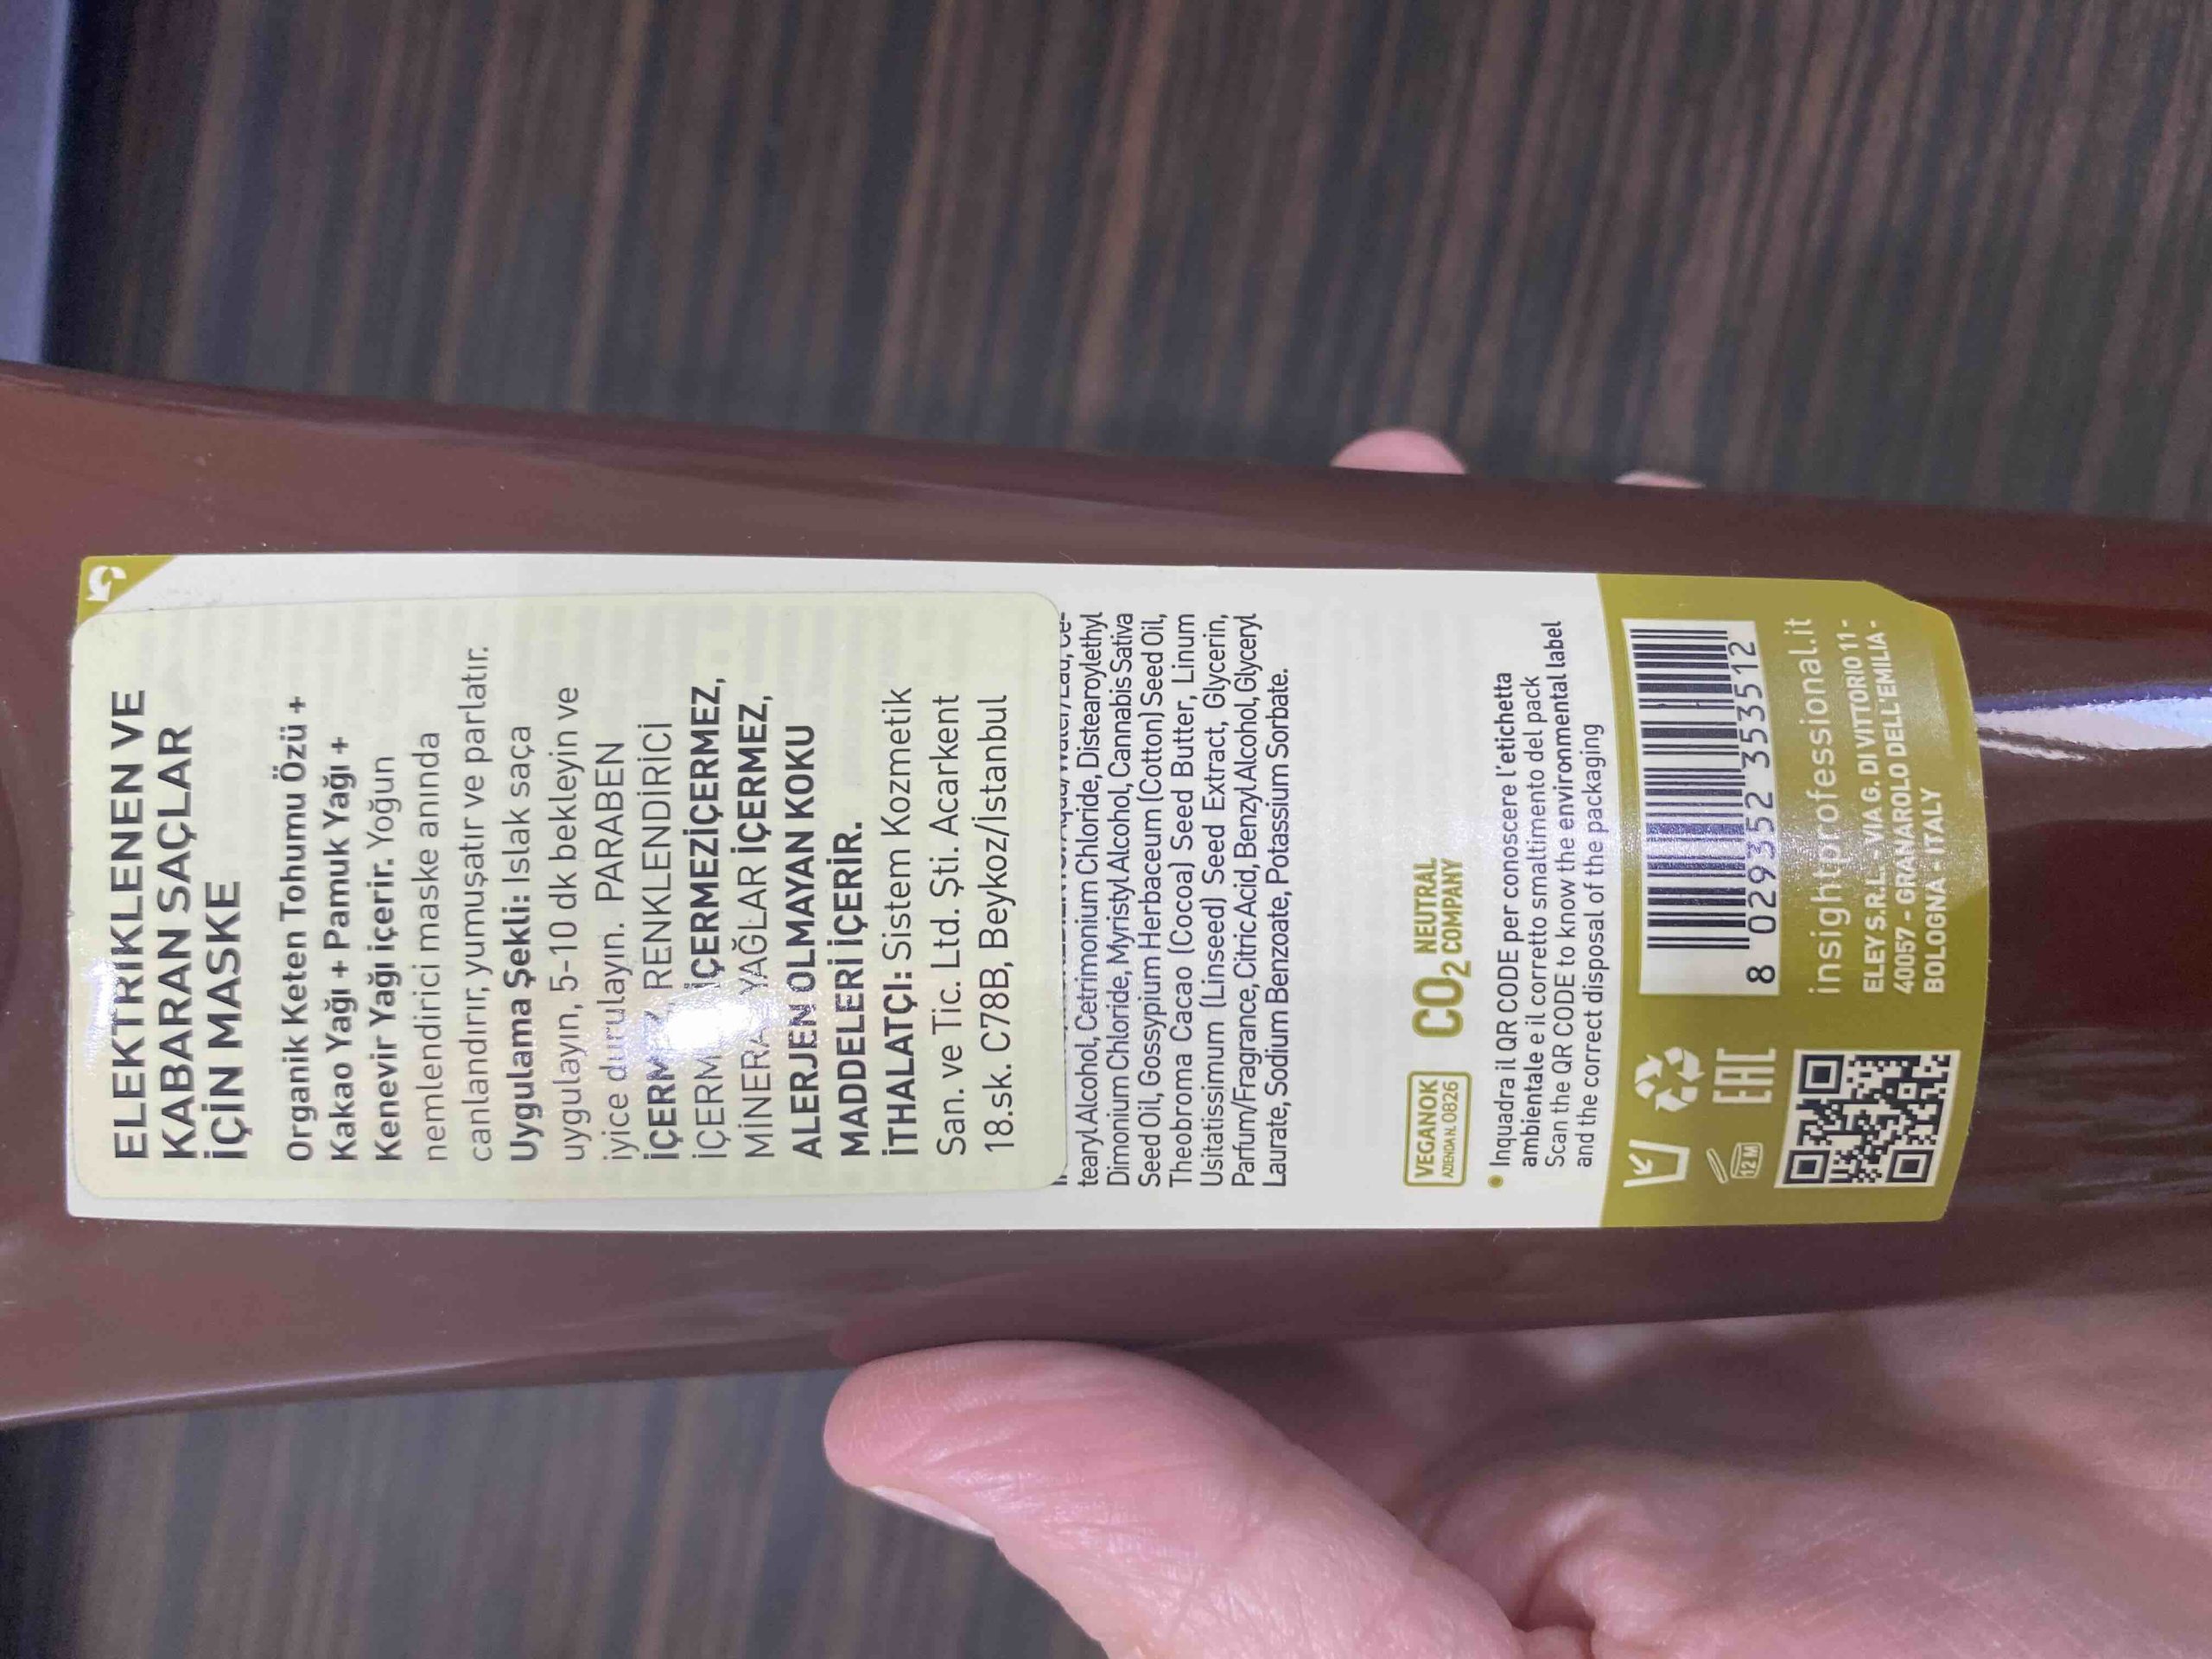 ELEKTRİKLENEN VE
KABARAN SAÇLAR
İÇİN MASKE
Organik Keten Tohumu Özü +
Kakao Yağı + Pamuk Yağı +
Kenevir Yağı içerir. Yoğun
nemlendirici maske anında
canlandırır, yumuşatır ve parlatır.
Uygulama Şekli: Islak saça
uygulayın, 5-10 dk bekleyin ve
iyice durulayın. PARABEN
RENKLENDİRİCİ
İÇERMEZİÇERMEZ,
YAĞLAR İÇERMEZ,
ALERJEN OLMAYAN KOKU
MADDELERİ İÇERİR.
İTHALATÇI: Sistem Kozmetik
San. ve Tic. Ltd. Şti. Acarkent
18.sk. C78B, Beykoz/İstanbul
tearyl Alcohol, Cetrimonium Chloride, Distearoylethyl
Dimonium Chloride, Myristyl Alcohol, Cannabis Sativa
Seed Oil, Gossypium Herbaceum (Cotton) Seed Oil,
Theobroma Cacao (Cocoa) Seed Butter, Linum
Usitatissimum (Linseed) Seed Extract, Glycerin,
Parfum/Fragrance, Citric Acid, Benzyl Alcohol, Glyceryl
Laurate, Sodium Benzoate, Potassium Sorbate.
VEGANOK
AZIENDA N. 0826
CO2 NEUTRAL
COMPANY
• Inquadra il QR CODE per conoscere l'etichetta
ambientale e il corretto smaltimento del pack
Scan the QR CODE to know the environmental label
and the correct disposal of the packaging
12 M
EAC
8 029352 353512
insightprofessional.it
ELEY S.R.L. - VIA G. DI VITTORIO 11 -
40057 - GRANAROLO DELL'EMILIA -
BOLOGNA - ITALY